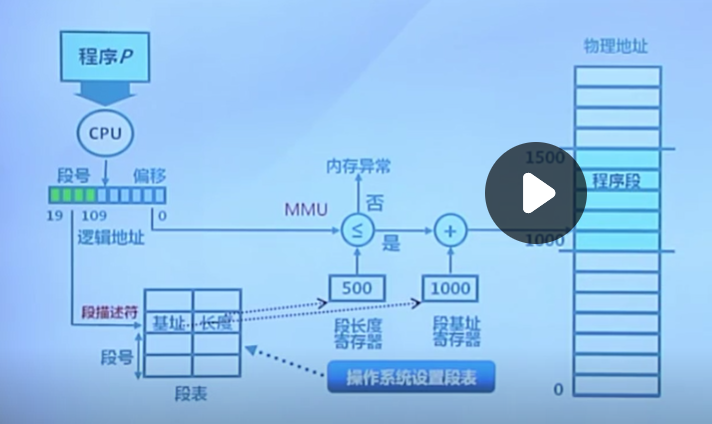 物理地址
程序P
CPU
内存异常
1500
段号
偏移
程序段
否
MMU
≤
+
19
109
0
是
1000
逻辑地址
500
1000
段描述符
基址
长度
段长度
寄存器
段基址
寄存器
段号
操作系统设置段表
0
段表